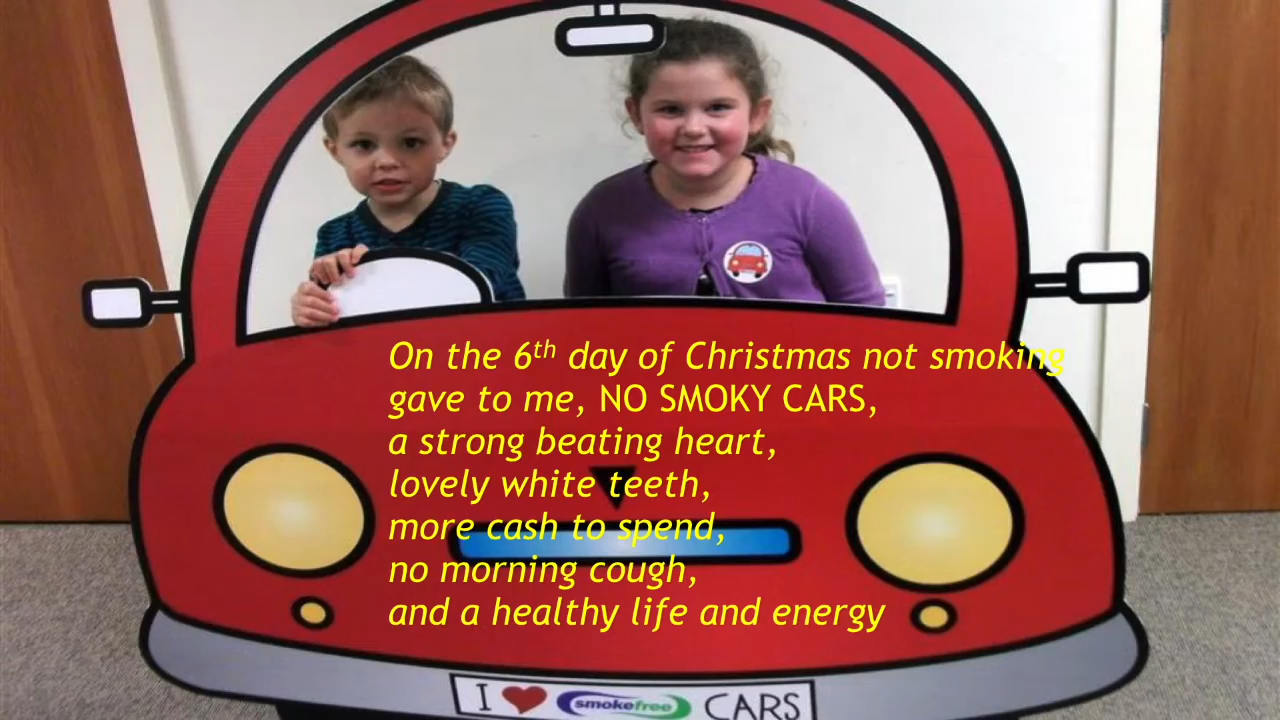 On the 6th day of Christmas not smoking
gave to me, NO SMOKY CARS,
a strong beating heart,
lovely white teeth,
more cash to spend,
no morning cough,
and a healthy life and energy
I ❤ smokefree CARS